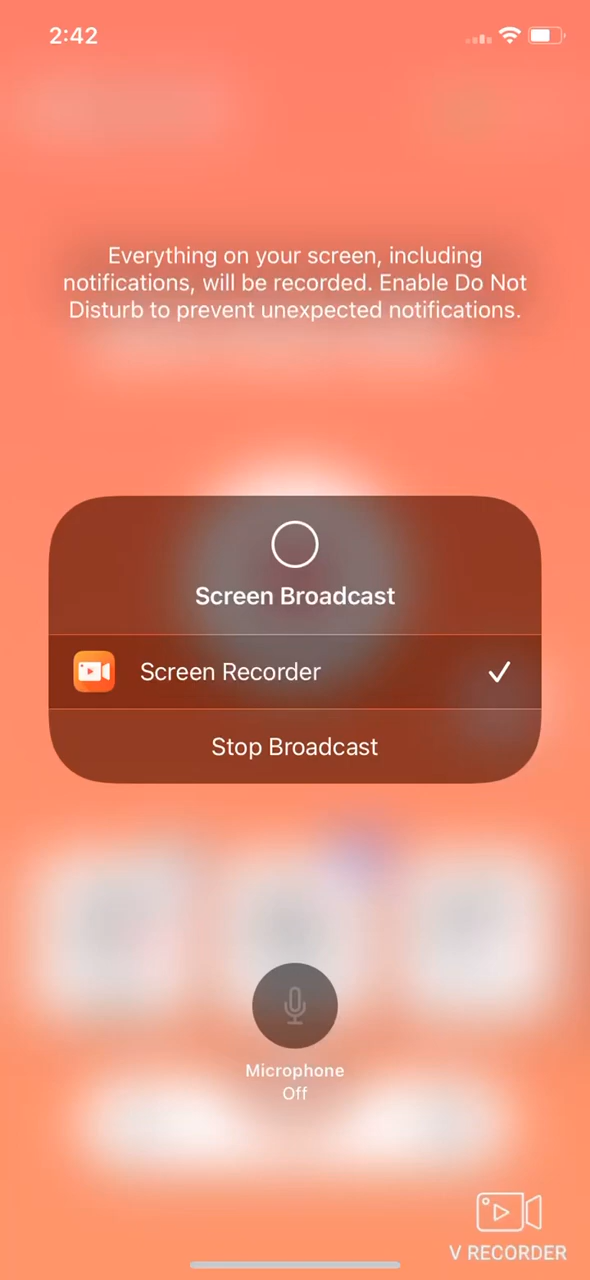 2:42
Everything on your screen, including
notifications, will be recorded. Enable Do Not
Disturb to prevent unexpected notifications.
Screen Broadcast
Screen Recorder
Stop Broadcast
Microphone
Off
V RECORDER